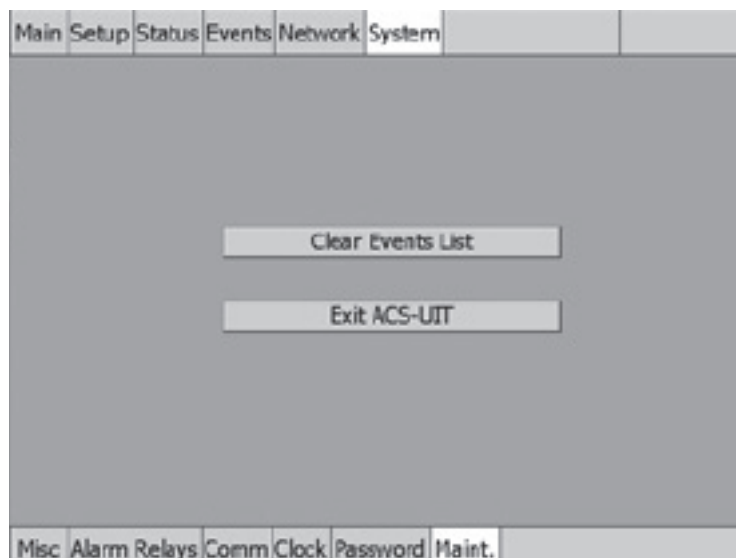 Main Setup Status Events Network System
Clear Events List
Exit ACS-UIT
Misc Alarm Relays Comm Clock Password Maint.